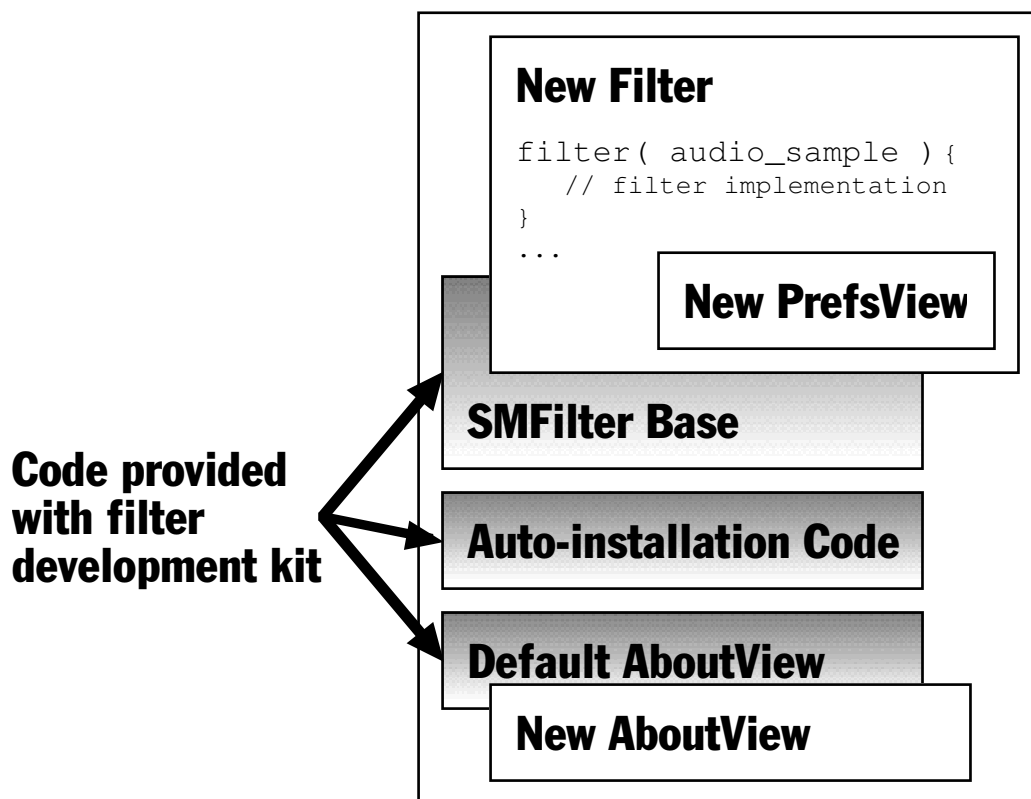 New Filter
filter( audio_sample ) {
// filter implementation
}
...
New PrefsView
SMFilter Base
Code provided
with filter
development kit
Auto-installation Code
Default AboutView
New AboutView